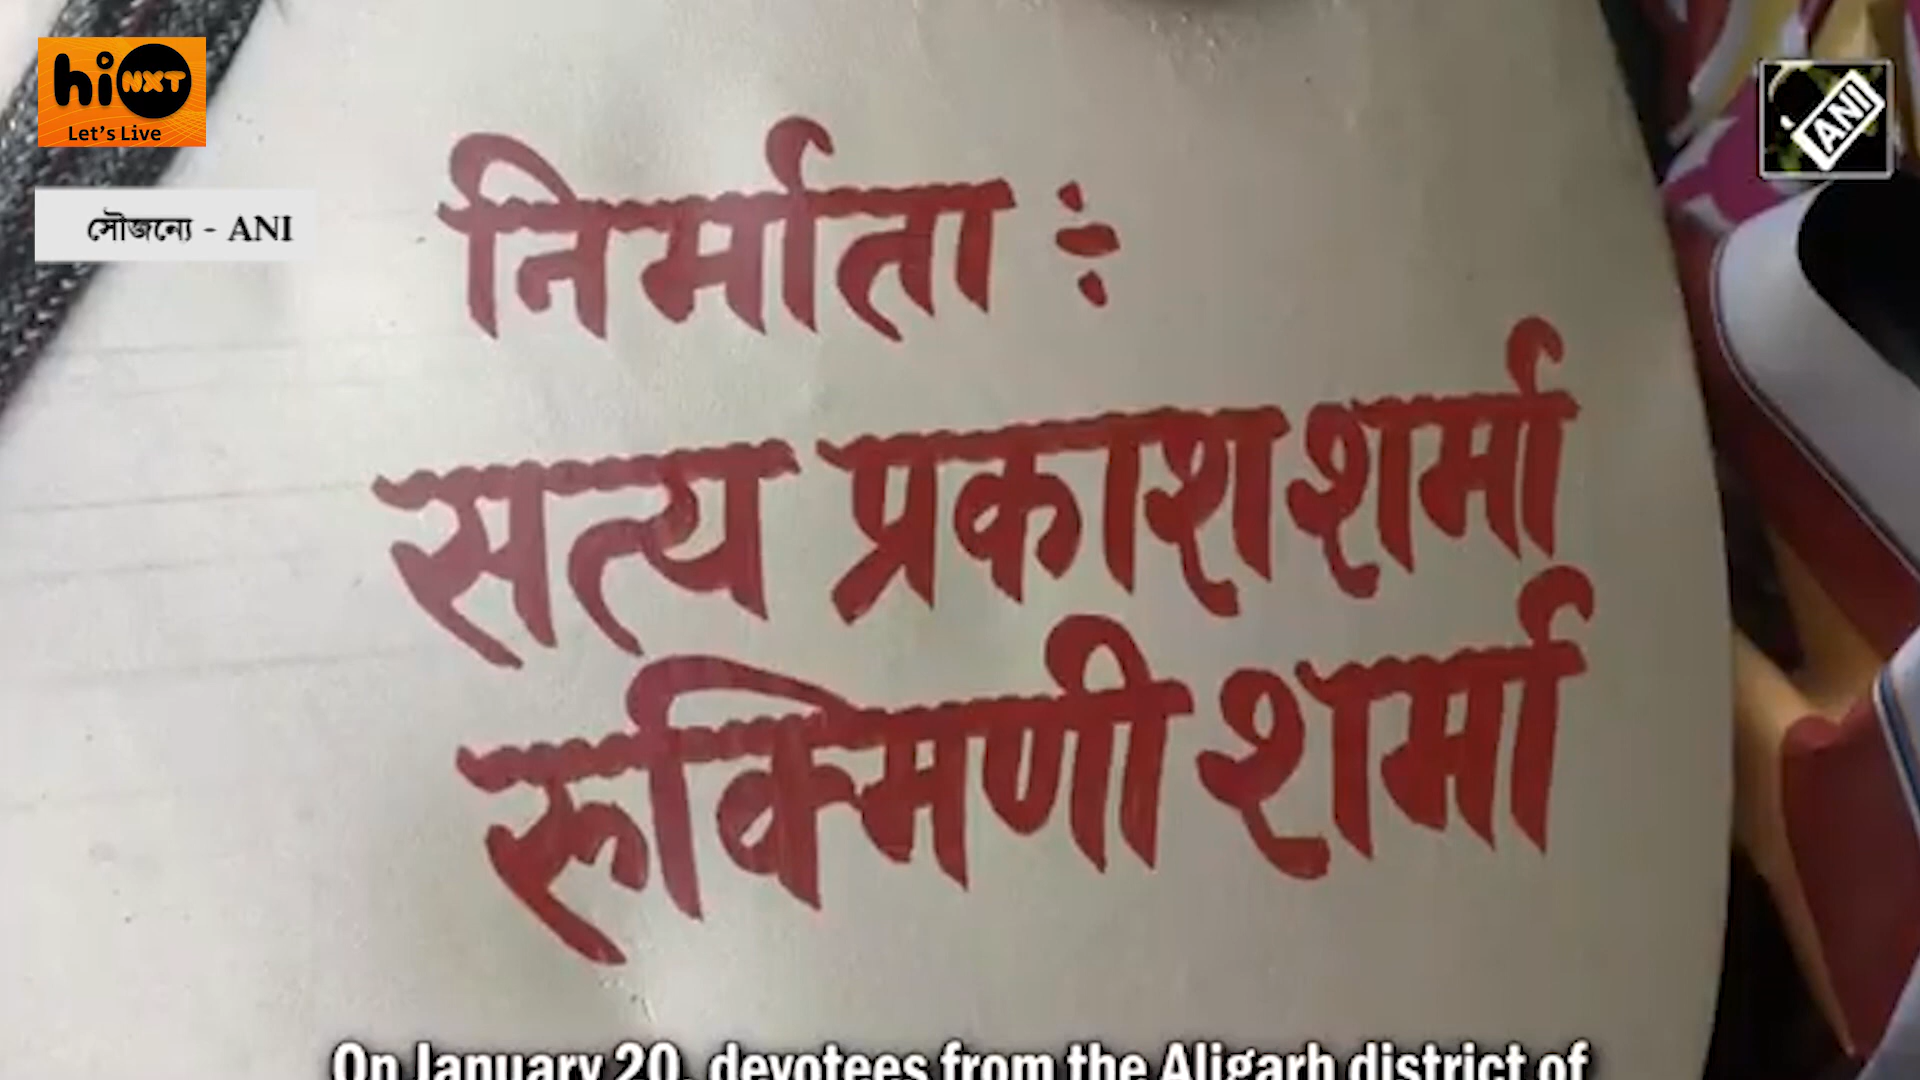 hi NXT
Let's Live
ANI
सौजन्ये - ANI
निर्माता ः
सत्य प्रकाश शर्मा
रूक्मिणी शर्मा
On January 20, devotees from the Aligarh district of